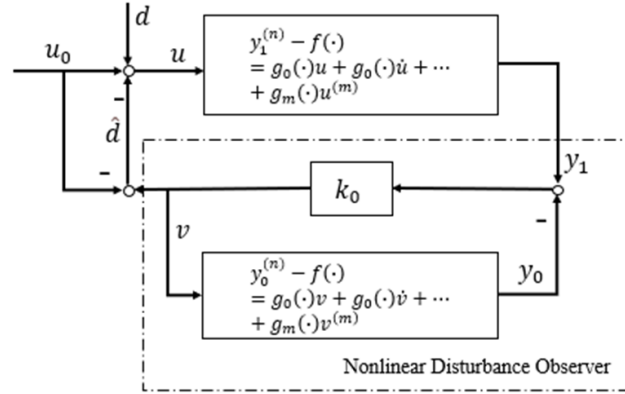 d
u₀
u
y₁⁽ⁿ⁾ − f(·)
= g₀(·)u + g₀(·)u̇ + ⋯
+ gₘ(·)u⁽ᵐ⁾
-
d̂
-
k₀
y₁
-
v
y₀⁽ⁿ⁾ − f(·)
= g₀(·)v + g₀(·)v̇ + ⋯
+ gₘ(·)v⁽ᵐ⁾
y₀
Nonlinear Disturbance Observer